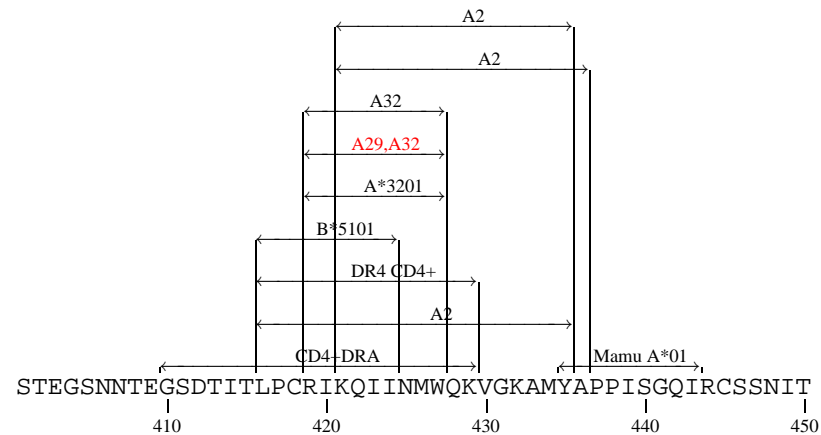 A2
A2
A32
A29,A32
A*3201
B*5101
DR4 CD4+
A2
CD4+DRA Mamu A*01
STEGSNNTEGSDTITLPCRIKQIINMWQKVGKAMYAPPISGQIRCSSNIT
410 420 430 440 450